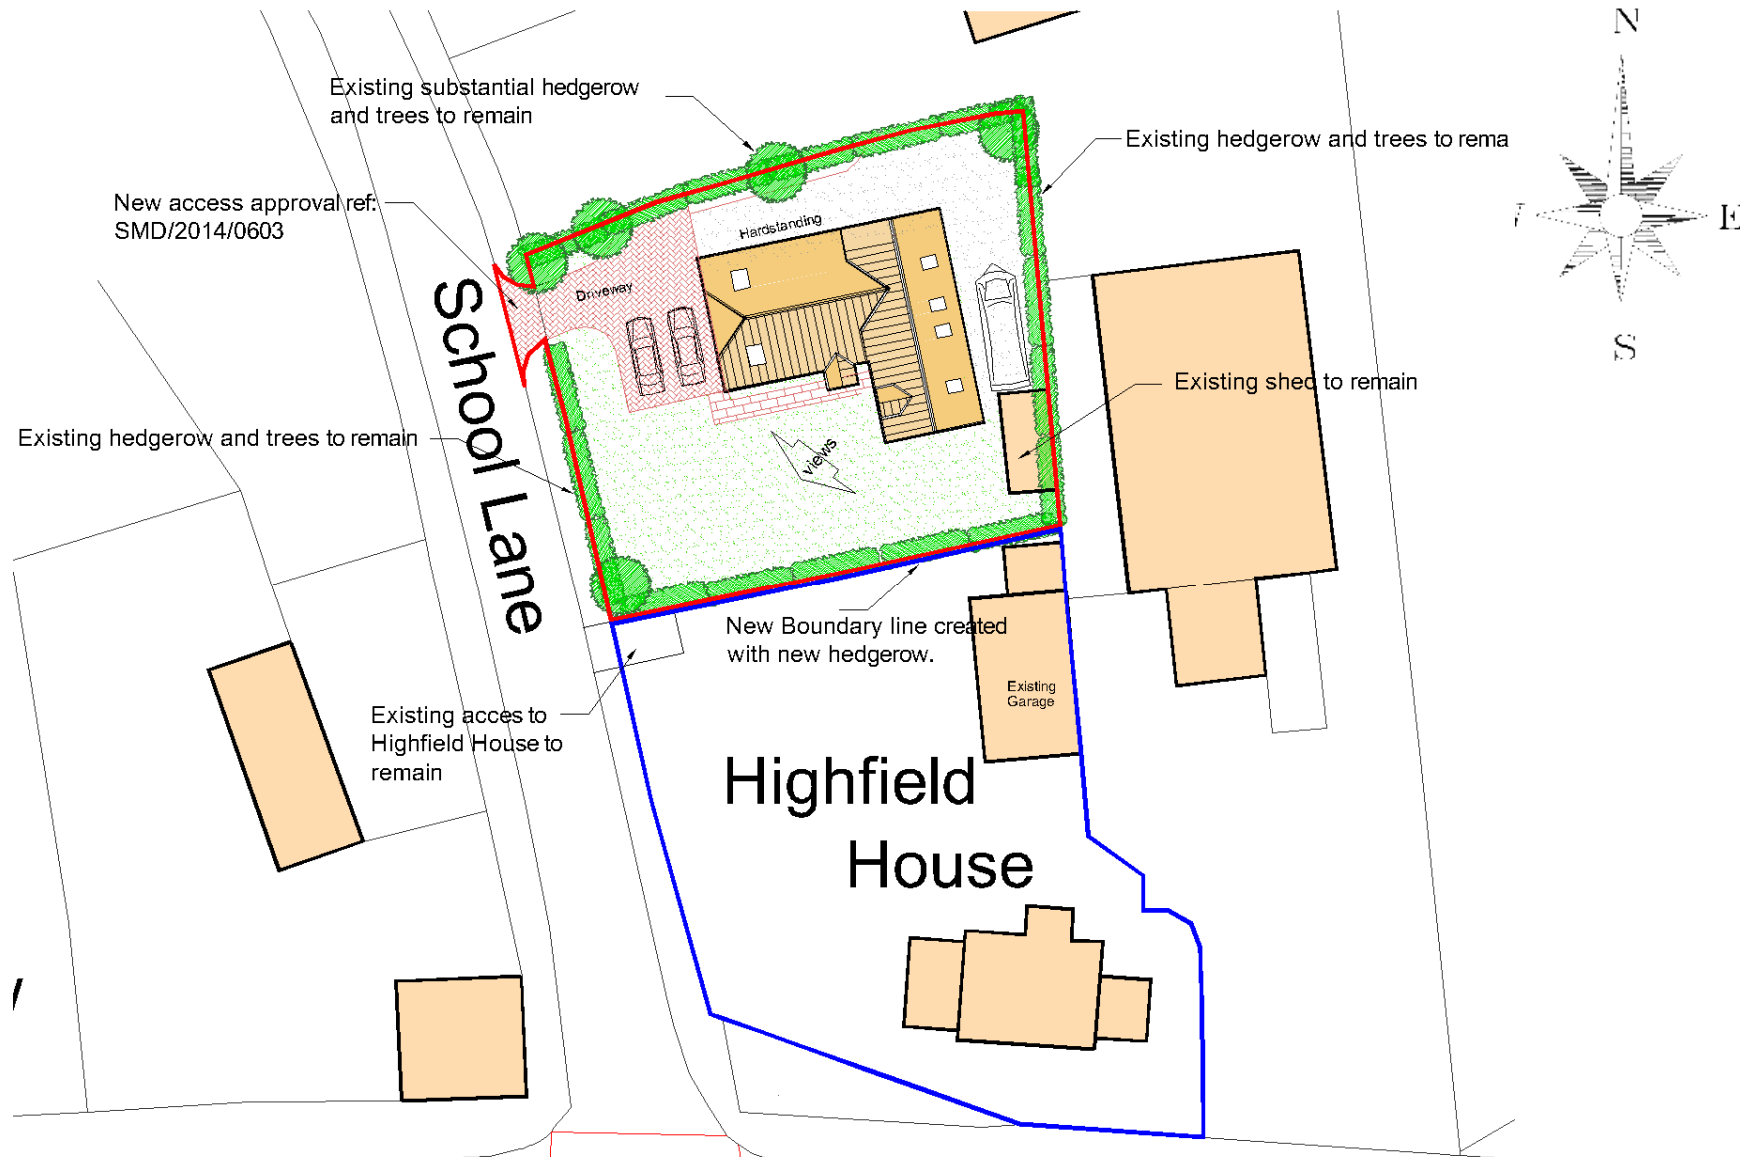 N
Existing substantial hedgerow
and trees to remain
Existing hedgerow and trees to rema
New access approval ref:
SMD/2014/0603
E
Hardstanding
Driveway
S
School Lane
Existing shed to remain
Existing hedgerow and trees to remain
views
New Boundary line created
with new hedgerow.
Existing
Garage
Existing acces to
Highfield House to
remain
Highfield
House